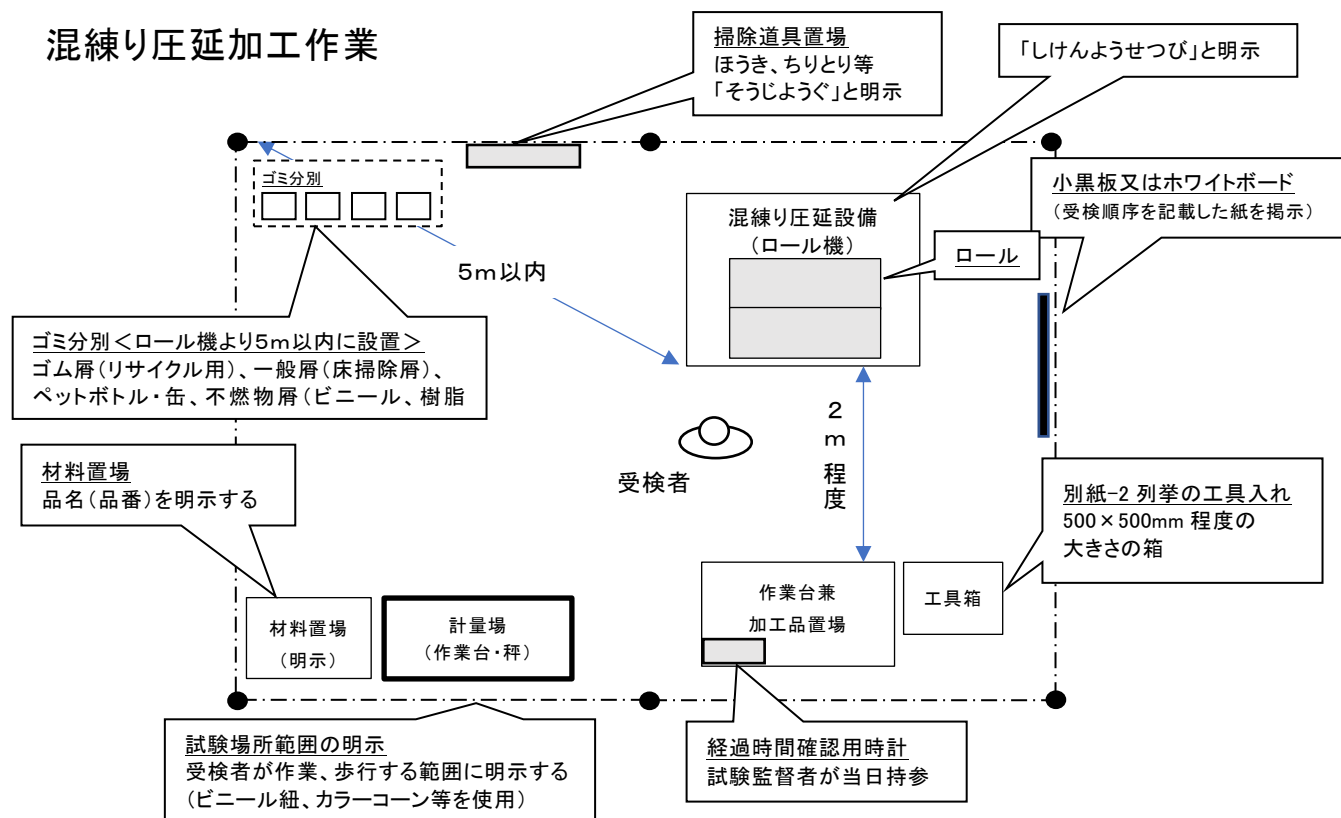 混練り圧延加工作業
掃除道具置場
ほうき、ちりとり等
「そうじようぐ」と明示
「しけんようせつび」と明示
ゴミ分別
混練り圧延設備
（ロール機）
小黒板又はホワイトボード
（受検順序を記載した紙を掲示）
ロール
5m以内
ゴミ分別＜ロール機より5m以内に設置＞
ゴム屑（リサイクル用）、一般屑（床掃除屑）、
ペットボトル・缶、不燃物屑（ビニール、樹脂
2m程度
受検者
材料置場
品名（品番）を明示する
別紙-2 列挙の工具入れ
500×500mm 程度の
大きさの箱
材料置場
（明示）
計量場
（作業台・秤）
作業台兼
加工品置場
工具箱
試験場所範囲の明示
受検者が作業、歩行する範囲に明示する
（ビニール紐、カラーコーン等を使用）
経過時間確認用時計
試験監督者が当日持参